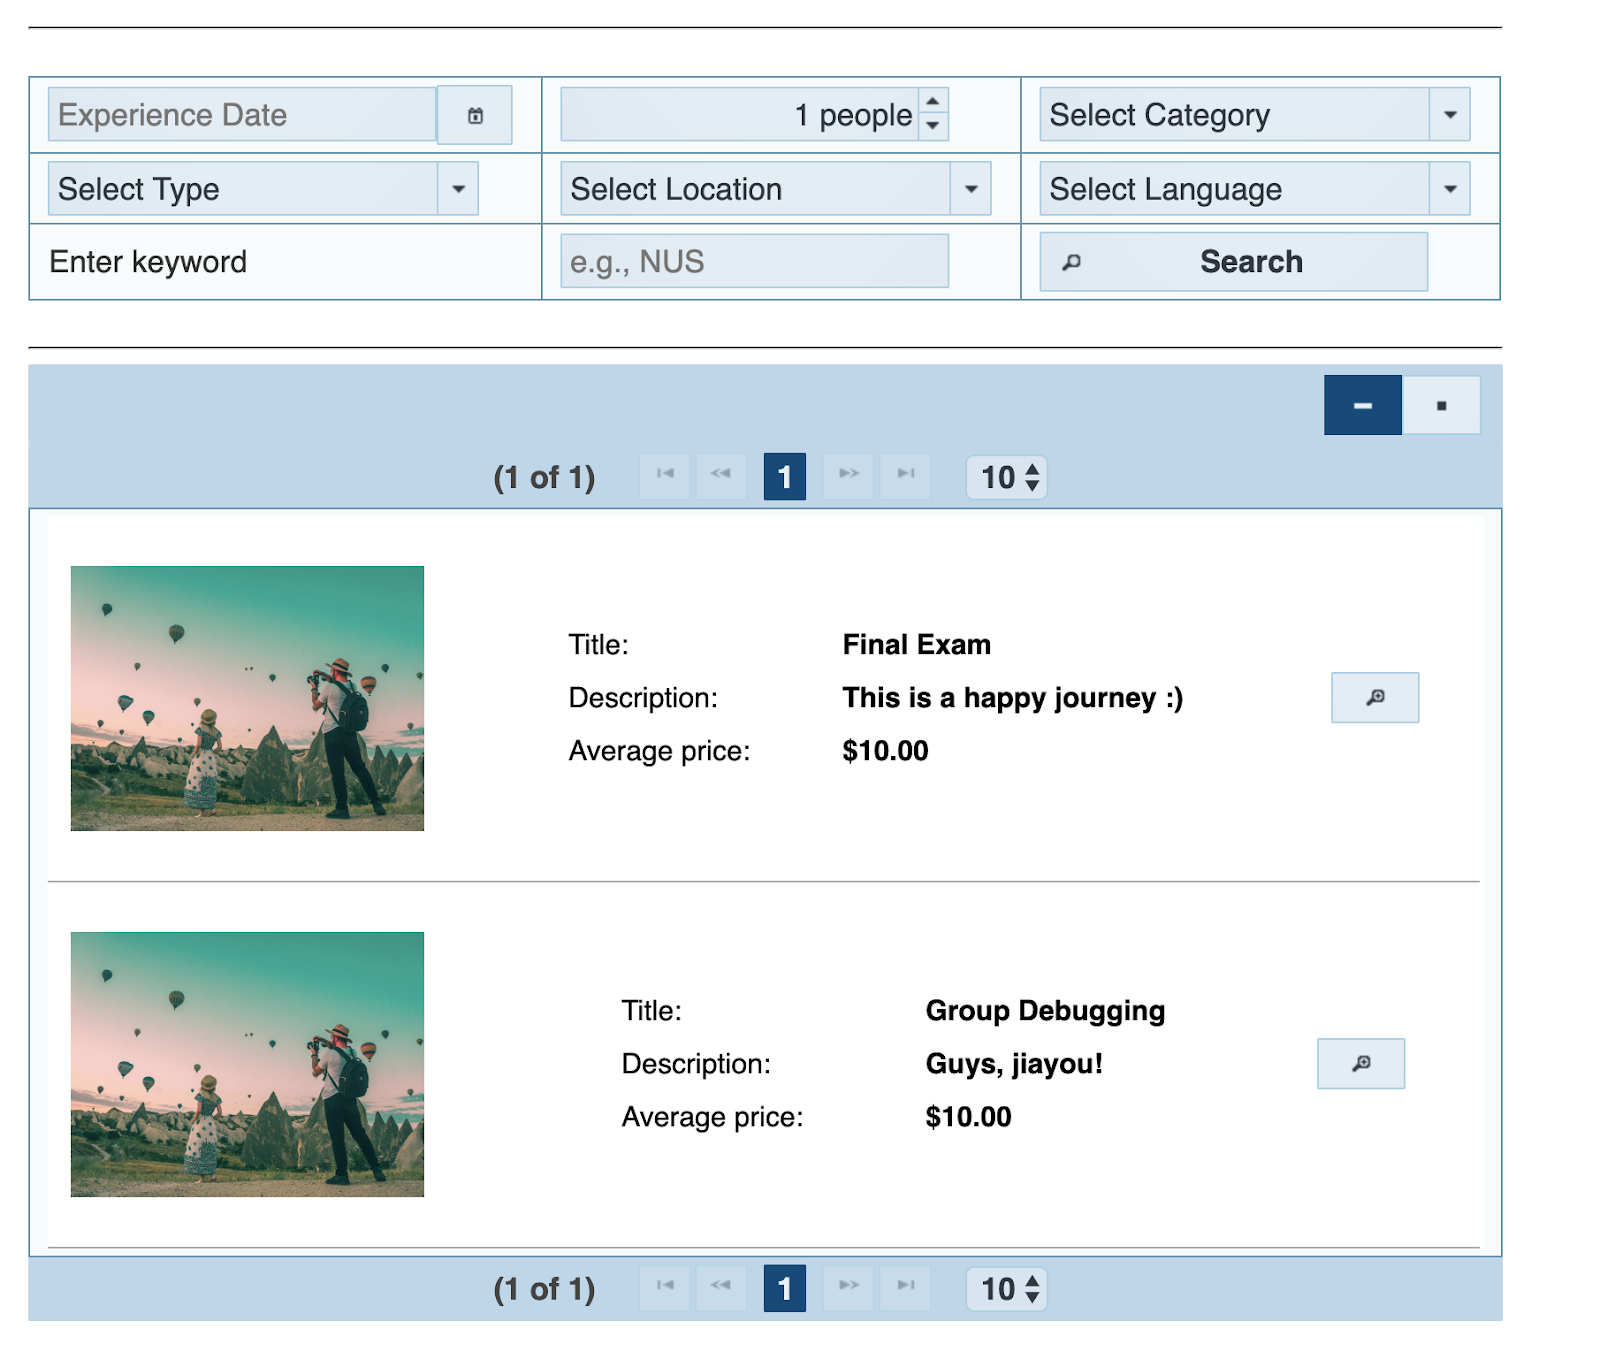 Experience Date
1 people
Select Category
Select Type
Select Location
Select Language
Enter keyword
e.g., NUS
Search
(1 of 1) 1 10
Title: Final Exam
Description: This is a happy journey :)
Average price: $10.00
Title: Group Debugging
Description: Guys, jiayou!
Average price: $10.00
(1 of 1) 1 10